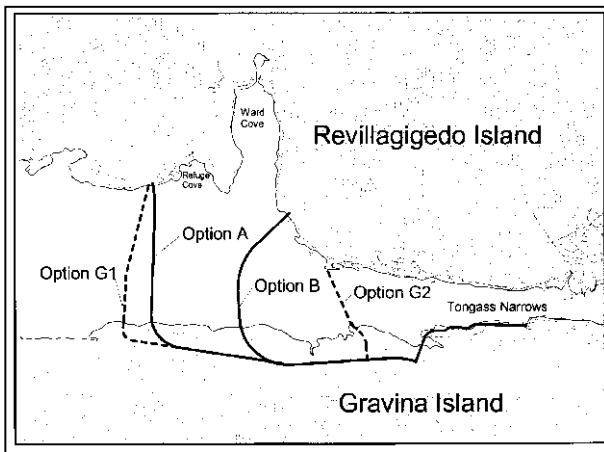 Ward
Cove
Revillagigedo Island
Refuge
Cove
Option A
Option G1
Option B
Option G2
Tongass Narrows
Gravina Island